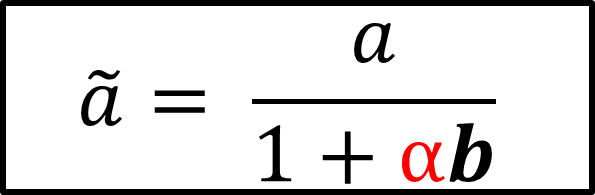 ã = a / (1 + αb)